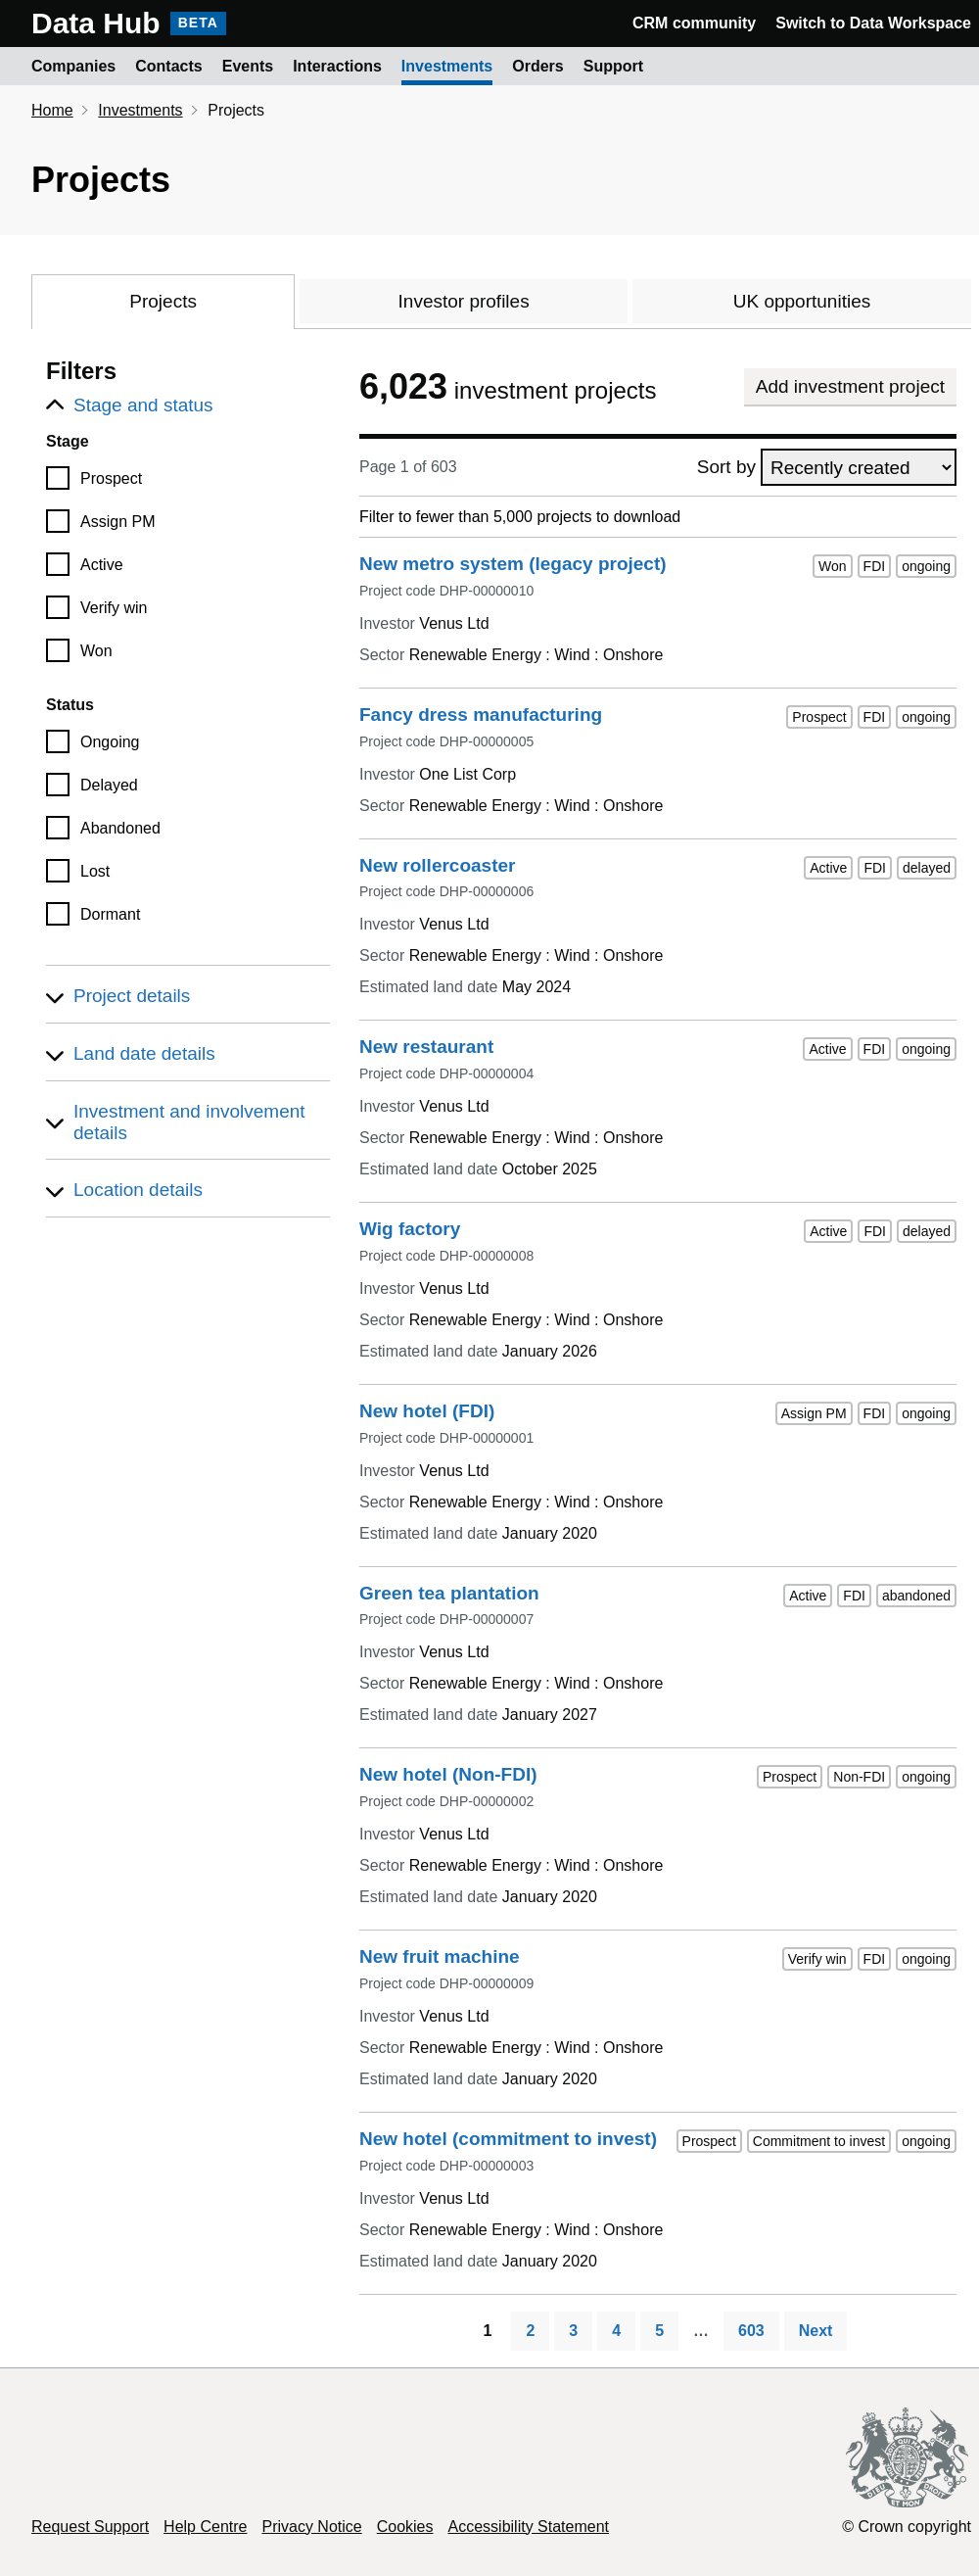 Data Hub BETA CRM community Switch to Data Workspace
Companies Contacts Events Interactions Investments Orders Support
Home Investments Projects
Projects
Projects Investor profiles UK opportunities
Filters
Stage and status
Stage
Prospect
Assign PM
Active
Verify win
Won
Status
Ongoing
Delayed
Abandoned
Lost
Dormant
Project details
Land date details
Investment and involvement
details
Location details
6,023 investment projects Add investment project
Page 1 of 603 Sort by Recently created
Filter to fewer than 5,000 projects to download
New metro system (legacy project) Won FDI ongoing
Project code DHP-00000010
Investor Venus Ltd
Sector Renewable Energy : Wind : Onshore
Fancy dress manufacturing Prospect FDI ongoing
Project code DHP-00000005
Investor One List Corp
Sector Renewable Energy : Wind : Onshore
New rollercoaster Active FDI delayed
Project code DHP-00000006
Investor Venus Ltd
Sector Renewable Energy : Wind : Onshore
Estimated land date May 2024
New restaurant Active FDI ongoing
Project code DHP-00000004
Investor Venus Ltd
Sector Renewable Energy : Wind : Onshore
Estimated land date October 2025
Wig factory Active FDI delayed
Project code DHP-00000008
Investor Venus Ltd
Sector Renewable Energy : Wind : Onshore
Estimated land date January 2026
New hotel (FDI) Assign PM FDI ongoing
Project code DHP-00000001
Investor Venus Ltd
Sector Renewable Energy : Wind : Onshore
Estimated land date January 2020
Green tea plantation Active FDI abandoned
Project code DHP-00000007
Investor Venus Ltd
Sector Renewable Energy : Wind : Onshore
Estimated land date January 2027
New hotel (Non-FDI) Prospect Non-FDI ongoing
Project code DHP-00000002
Investor Venus Ltd
Sector Renewable Energy : Wind : Onshore
Estimated land date January 2020
New fruit machine Verify win FDI ongoing
Project code DHP-00000009
Investor Venus Ltd
Sector Renewable Energy : Wind : Onshore
Estimated land date January 2020
New hotel (commitment to invest) Prospect Commitment to invest ongoing
Project code DHP-00000003
Investor Venus Ltd
Sector Renewable Energy : Wind : Onshore
Estimated land date January 2020
1 2 3 4 5 … 603 Next
DIEU ET MON DROIT
Request Support Help Centre Privacy Notice Cookies Accessibility Statement © Crown copyright